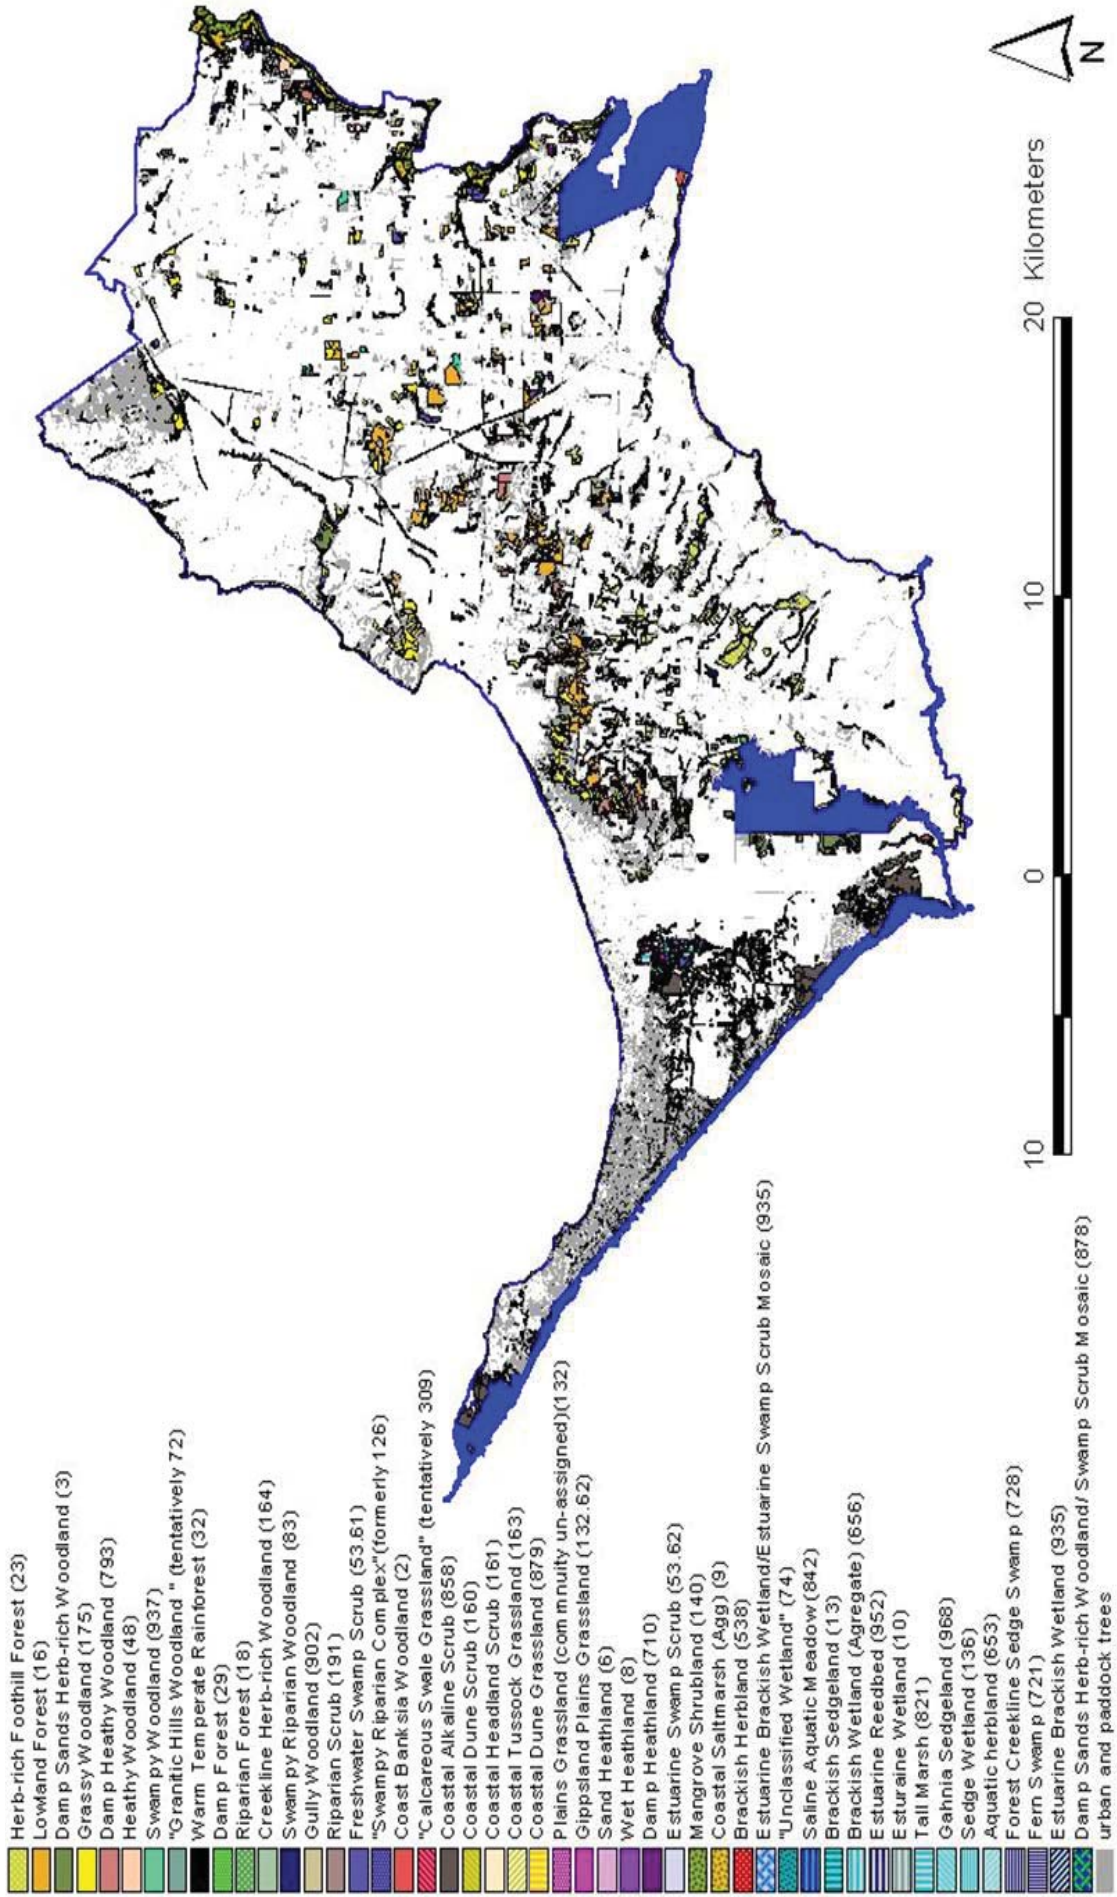 Herb-rich Foothill Forest (23)
Lowland Forest (16)
Damp Sands Herb-rich Woodland (3)
Grassy Woodland (175)
Damp Heathy Woodland (793)
Heathy Woodland (48)
Swampy Woodland (937)
"Granitic Hills Woodland " (tentatively 72)
Warm Temperate Rainforest (32)
Damp Forest (29)
Riparian Forest (18)
Creekline Herb-rich Woodland (164)
Swampy Riparian Woodland (83)
Gully Woodland (902)
Riparian Scrub (191)
Freshwater Swamp Scrub (53.61)
"Swampy Riparian Complex"(formerly 126)
Coast Banksia Woodland (2)
"Calcareous Swale Grassland" (tentatively 309)
Coastal Alkaline Scrub (858)
Coastal Dune Scrub (160)
Coastal Headland Scrub (161)
Coastal Tussock Grassland (163)
Coastal Dune Grassland (879)
Plains Grassland (commuity un-assigned)(132)
Gippsland Plains Grassland (132.62)
Sand Heathland (6)
Wet Heathland (8)
Damp Heathland (710)
Estuarine Swamp Scrub (53.62)
Mangrove Shrubland (140)
Coastal Saltmarsh (Agg) (9)
Brackish Herbland (538)
Estuarine Brackish Wetland/Estuarine Swamp Scrub Mosaic (935)
"Unclassified Wetland" (74)
Saline Aquatic Meadow (842)
Brackish Sedgeland (13)
Brackish Wetland (Agregate) (656)
Estuarine Reedbed (952)
Esturaine Wetland (10)
Tall Marsh (821)
Gahnia Sedgeland (968)
Sedge Wetland (136)
Aquatic herbland (653)
Forest Creekline Sedge Swamp (728)
Fern Swamp (721)
Estuarine Brackish Wetland (935)
Damp Sands Herb-rich Woodland/ Swamp Scrub Mosaic (878)
urban and paddock trees
10 0 10 20 Kilometers
N